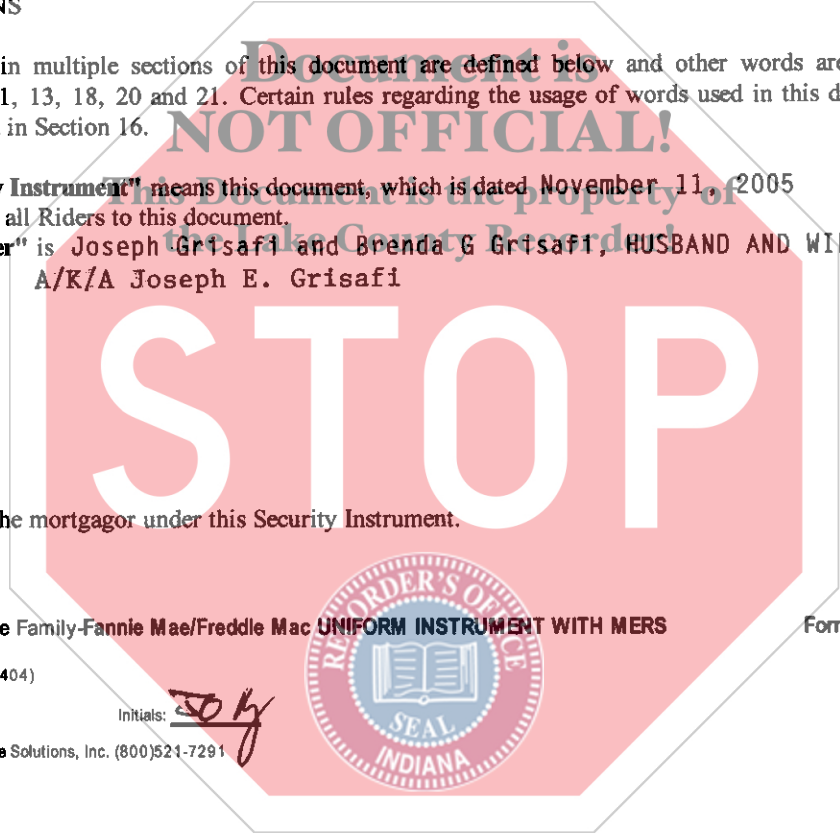 NS
in multiple sections of this document are defined below and other words are
1, 13, 18, 20 and 21. Certain rules regarding the usage of words used in this d
in Section 16.
Document is
NOT OFFICIAL!
This Document is the property of
the Lake County Recorder!
Instrument" means this document, which is dated November 11, 2005
all Riders to this document.
er" is Joseph Grisafi and Brenda G Grisafi, HUSBAND AND WI
A/K/A Joseph E. Grisafi
STOP
he mortgagor under this Security Instrument.
e Family-Fannie Mae/Freddie Mac UNIFORM INSTRUMENT WITH MERS Form
404)
Initials:
e Solutions, Inc. (800)521-7291
RECORDER'S OFFICE
SEAL
INDIANA